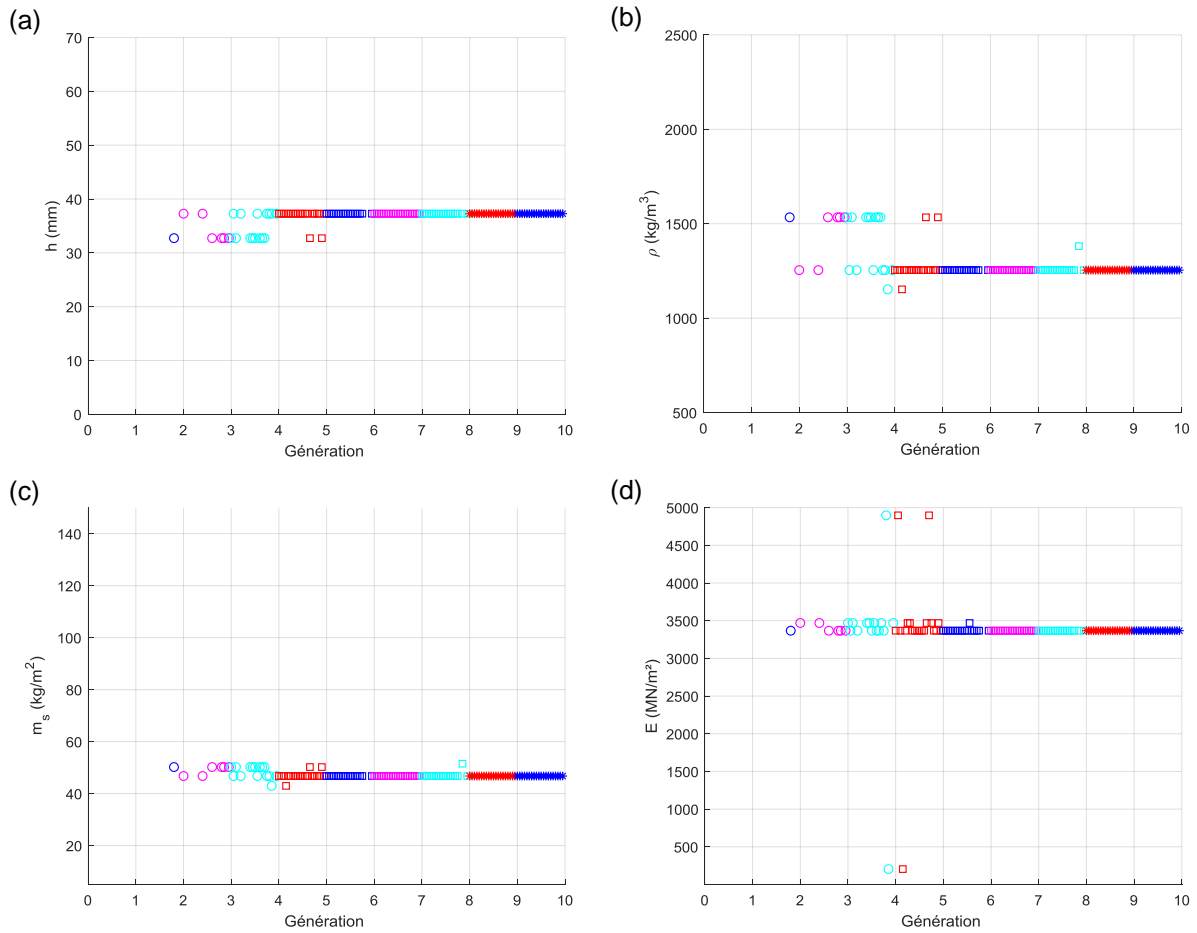 (a)
70
60
50
40
30
20
10
0
h (mm)
0 1 2 3 4 5 6 7 8 9 10
Génération
(b)
2500
2000
1500
1000
500
ρ (kg/m³)
0 1 2 3 4 5 6 7 8 9 10
Génération
(c)
140
120
100
80
60
40
20
m_s (kg/m²)
0 1 2 3 4 5 6 7 8 9 10
Génération
(d)
5000
4500
4000
3500
3000
2500
2000
1500
1000
500
E (MN/m²)
0 1 2 3 4 5 6 7 8 9 10
Génération